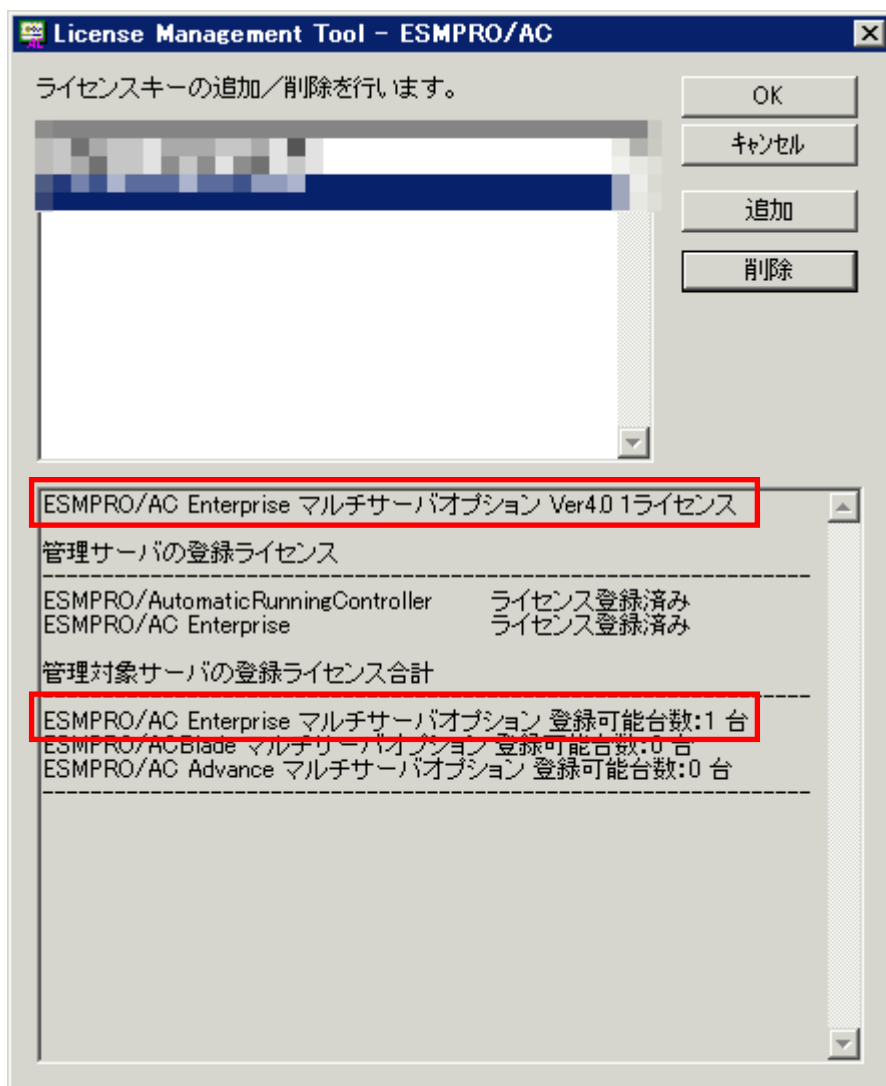 License Management Tool - ESMPRO/AC
ライセンスキーの追加/削除を行います。
OK
キャンセル
追加
削除
ESMPRO/AC Enterprise マルチサーバオプション Ver4.0 1ライセンス
管理サーバの登録ライセンス
----------------------------------------------------------------
ESMPRO/AutomaticRunningController ライセンス登録済み
ESMPRO/AC Enterprise ライセンス登録済み
管理対象サーバの登録ライセンス合計
----------------------------------------------------------------
ESMPRO/AC Enterprise マルチサーバオプション 登録可能台数:1 台
ESMPRO/ACBlade マルチサーバオプション 登録可能台数:0 台
ESMPRO/AC Advance マルチサーバオプション 登録可能台数:0 台
----------------------------------------------------------------